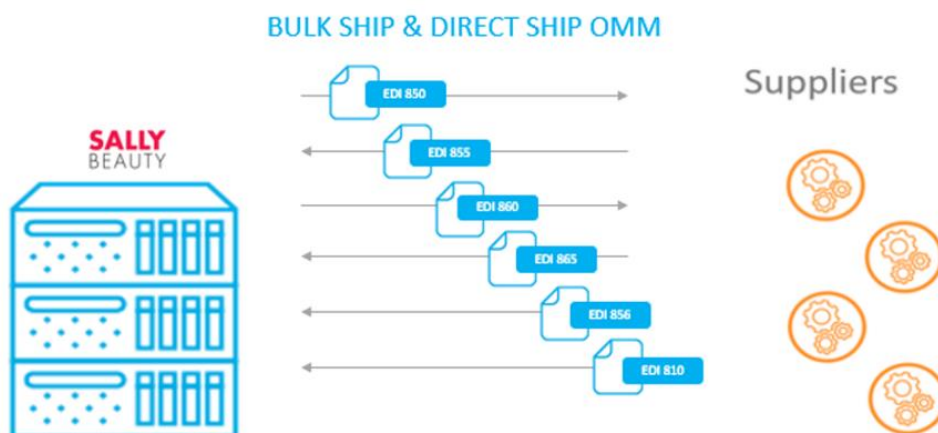 BULK SHIP & DIRECT SHIP OMM
Suppliers
SALLY
BEAUTY
EDI 850
EDI 855
EDI 860
EDI 865
EDI 856
EDI 810